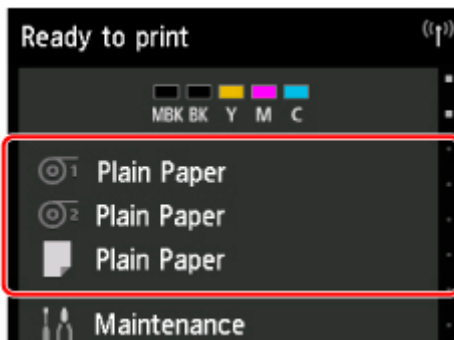 Ready to print
MBK BK Y M C
1 Plain Paper
2 Plain Paper
Plain Paper
Maintenance